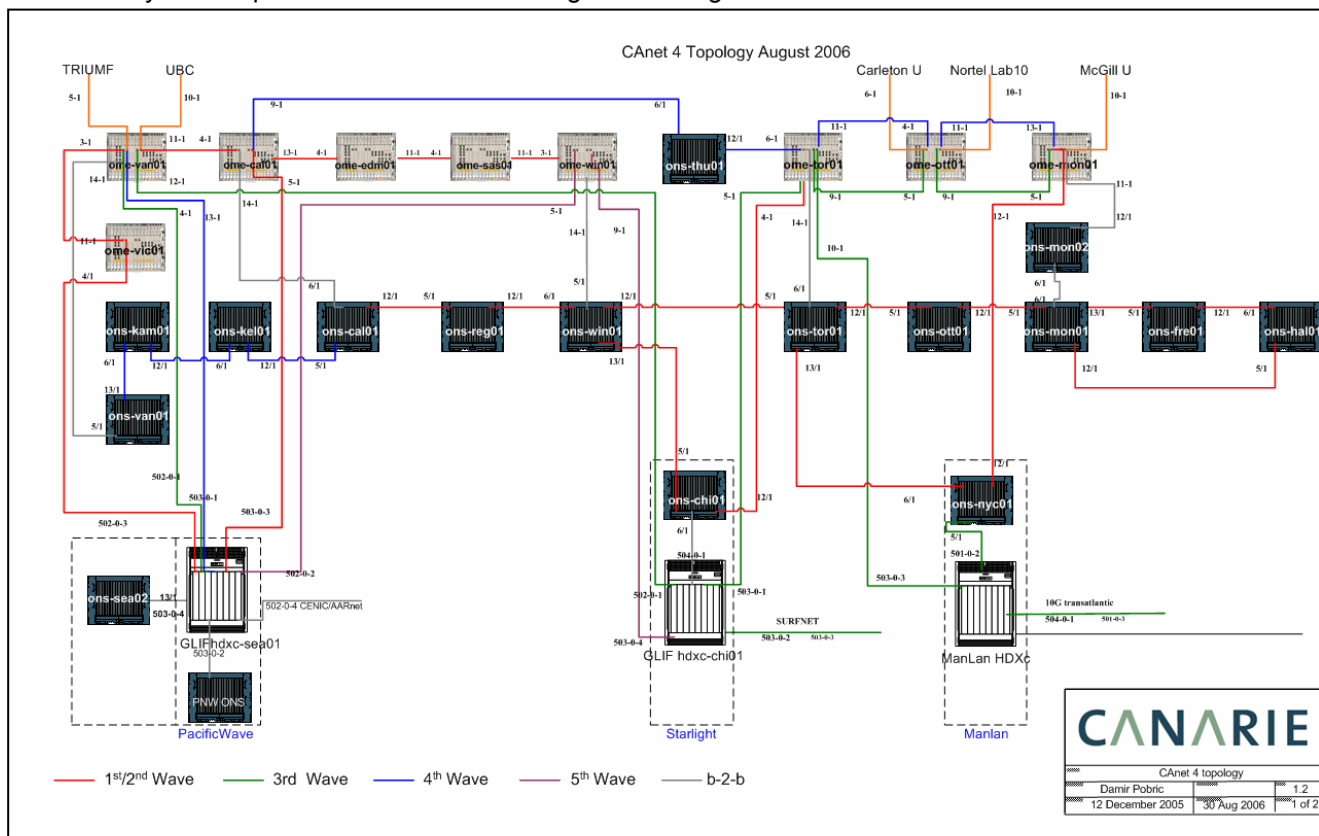 CAnet 4 Topology August 2006
TRIUMF
UBC
Carleton U
Nortel Lab10
McGill U
5-1
10-1
9-1
6/1
6-1
10-1
10-1
3-1
11-1
4-1
13-1
4-1
11-1
4-1
11-1
3-1
12/1
6-1
11-1
4-1
11-1
13-1
ome-van01
ome-cal01
ome-edm01
ome-sas01
ome-win01
ons-thu01
ome-tor01
ome-ott01
ome-mon01
14-1
12-1
5-1
14-1
5-1
9-1
5-1
4-1
9-1
5-1
9-1
5-1
11-1
4-1
13-1
14-1
14-1
10-1
12-1
12/1
11-1
ome-vic01
4/1
ons-mon02
6/1
5/1
6/1
6/1
6/1
12/1
5/1
12/1
6/1
12/1
5/1
12/1
5/1
12/1
5/1
13/1
5/1
12/1
6/1
ons-kam01
ons-kel01
ons-cal01
ons-reg01
ons-win01
ons-tor01
ons-ott01
ons-mon01
ons-fre01
ons-hal01
6/1
12/1
6/1
12/1
5/1
13/1
13/1
12/1
5/1
13/1
ons-van01
5/1
502-0-1
503-0-1
502-0-3
503-0-3
5/1
ons-chi01
12/1
6/1
504-0-1
12/1
ons-nyc01
6/1
5/1
501-0-2
ons-sea02
13/1
503-0-4
502-0-2
502-0-4 CENIC/AARnet
GLIFhdxc-sea01
503-0-2
PNW ONS
PacificWave
502-0-1
503-0-1
503-0-4
SURFNET
503-0-2
503-0-3
GLIF hdxc-chi01
Starlight
503-0-3
10G transatlantic
504-0-1
501-0-3
ManLan HDXc
Manlan
1st/2nd Wave
3rd Wave
4th Wave
5th Wave
b-2-b
CANARIE
CAnet 4 topology
Damir Pobric
1.2
12 December 2005
30 Aug 2006
1 of 2